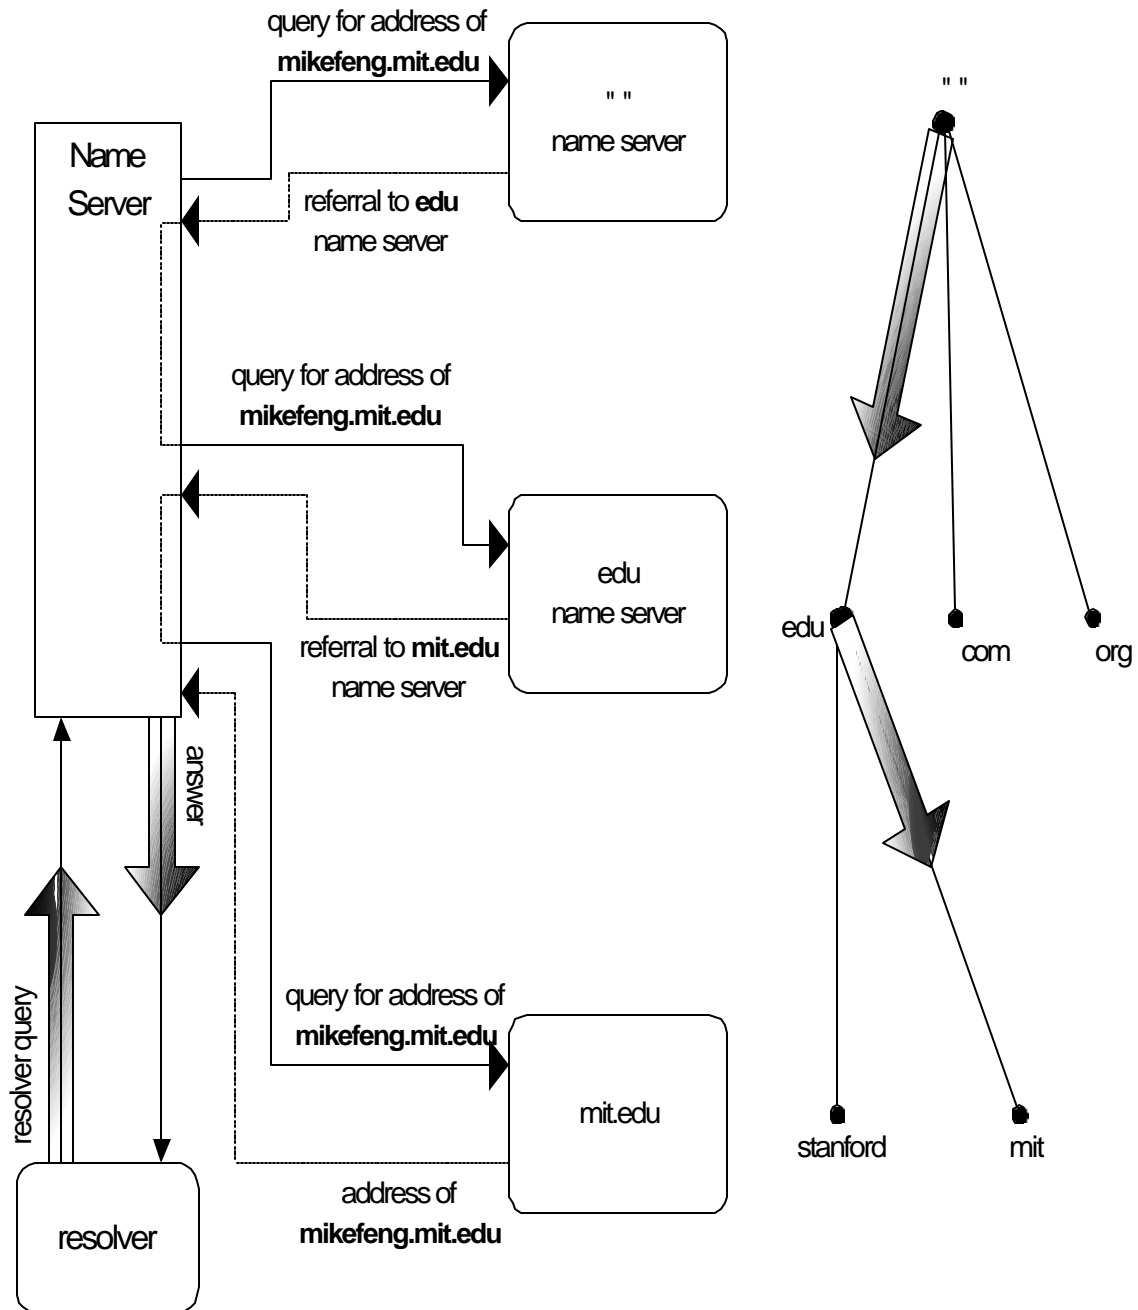 query for address of
mikefeng.mit.edu
" "
name server
" "
Name
Server
referral to edu
name server
query for address of
mikefeng.mit.edu
edu
name server
referral to mit.edu
name server
edu
com
org
answer
resolver query
query for address of
mikefeng.mit.edu
mit.edu
stanford
mit
address of
mikefeng.mit.edu
resolver